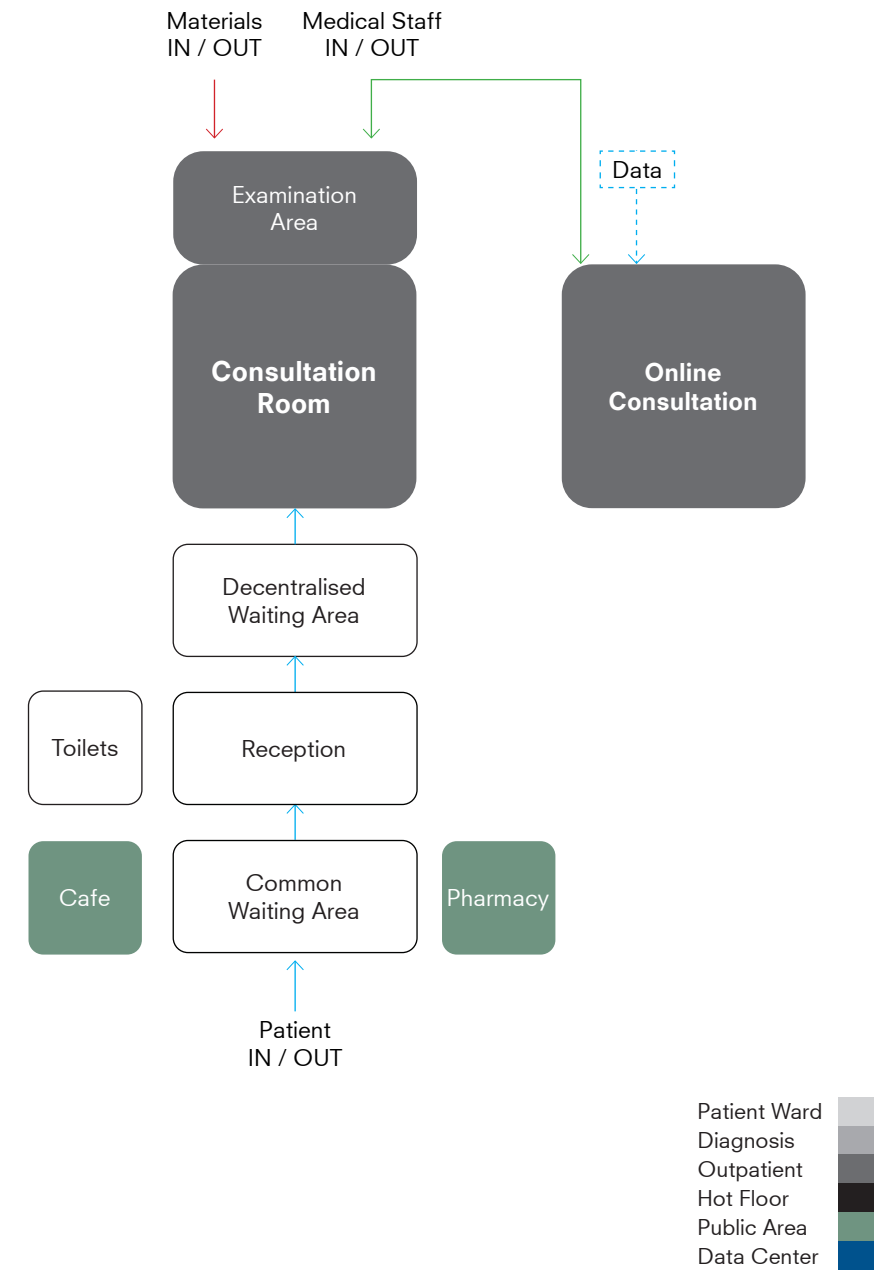 Materials
IN / OUT
Medical Staff
IN / OUT
Data
Examination
Area
Consultation
Room
Online
Consultation
Decentralised
Waiting Area
Toilets
Reception
Cafe
Common
Waiting Area
Pharmacy
Patient
IN / OUT
Patient Ward
Diagnosis
Outpatient
Hot Floor
Public Area
Data Center